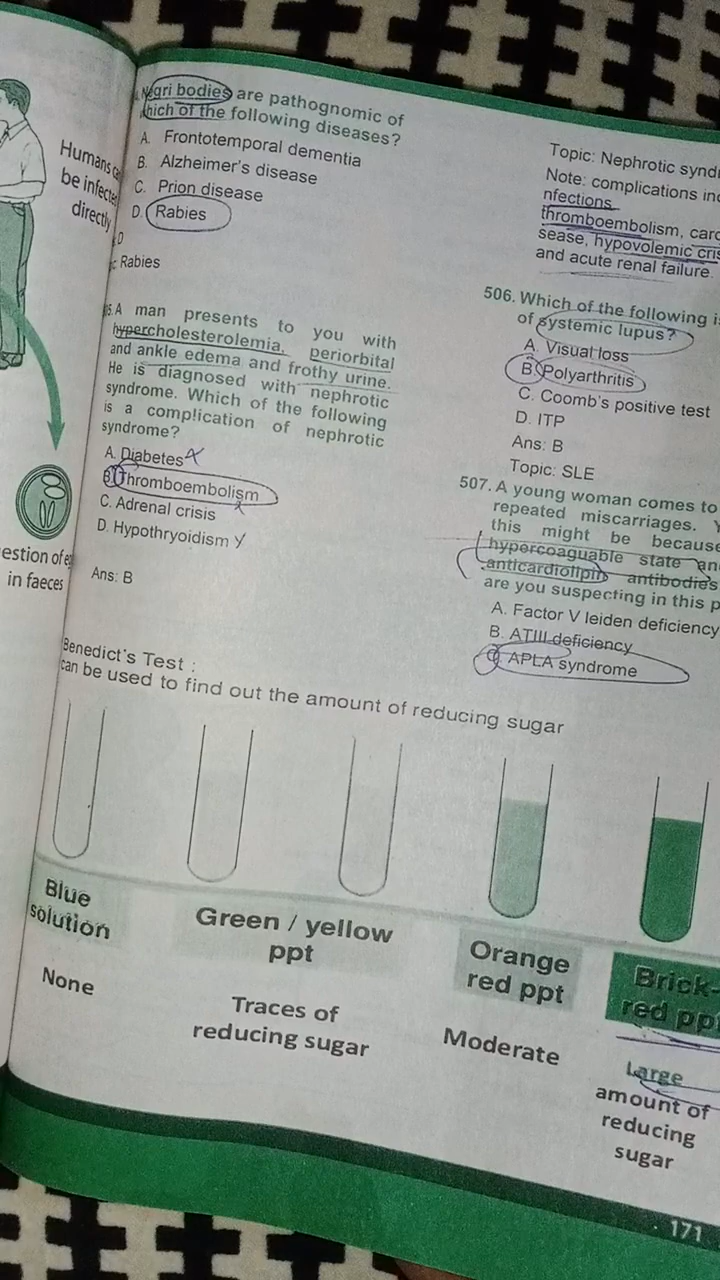 Humans
be infected
directly
estion of
in faeces
Negri bodies are pathognomic of
which of the following diseases?
A. Frontotemporal dementia
B. Alzheimer's disease
C. Prion disease
D. Rabies
D
Rabies
A man presents to you with
hypercholesterolemia, periorbital
and ankle edema and frothy urine.
He is diagnosed with nephrotic
syndrome. Which of the following
is a complication of nephrotic
syndrome?
A. Diabetes
B. Thromboembolism
C. Adrenal crisis
D. Hypothryoidism
Ans: B
Topic: Nephrotic synd
Note: complications in
nfections
thromboembolism, card
sease, hypovolemic cris
and acute renal failure.
506. Which of the following i
of systemic lupus?
A. Visual loss
B. Polyarthritis
C. Coomb's positive test
D. ITP
Ans: B
Topic: SLE
507. A young woman comes to
repeated miscarriages. Y
this might be because
hypercoaguable state an
anticardiolipin antibodies
are you suspecting in this p
A. Factor V leiden deficiency
B. ATIII deficiency
C. APLA syndrome
Benedict's Test :
can be used to find out the amount of reducing sugar
Blue
solution
None
Green / yellow
ppt
Traces of
reducing sugar
Orange
red ppt
Moderate
Brick-
red pp
Large
amount of
reducing
sugar
171